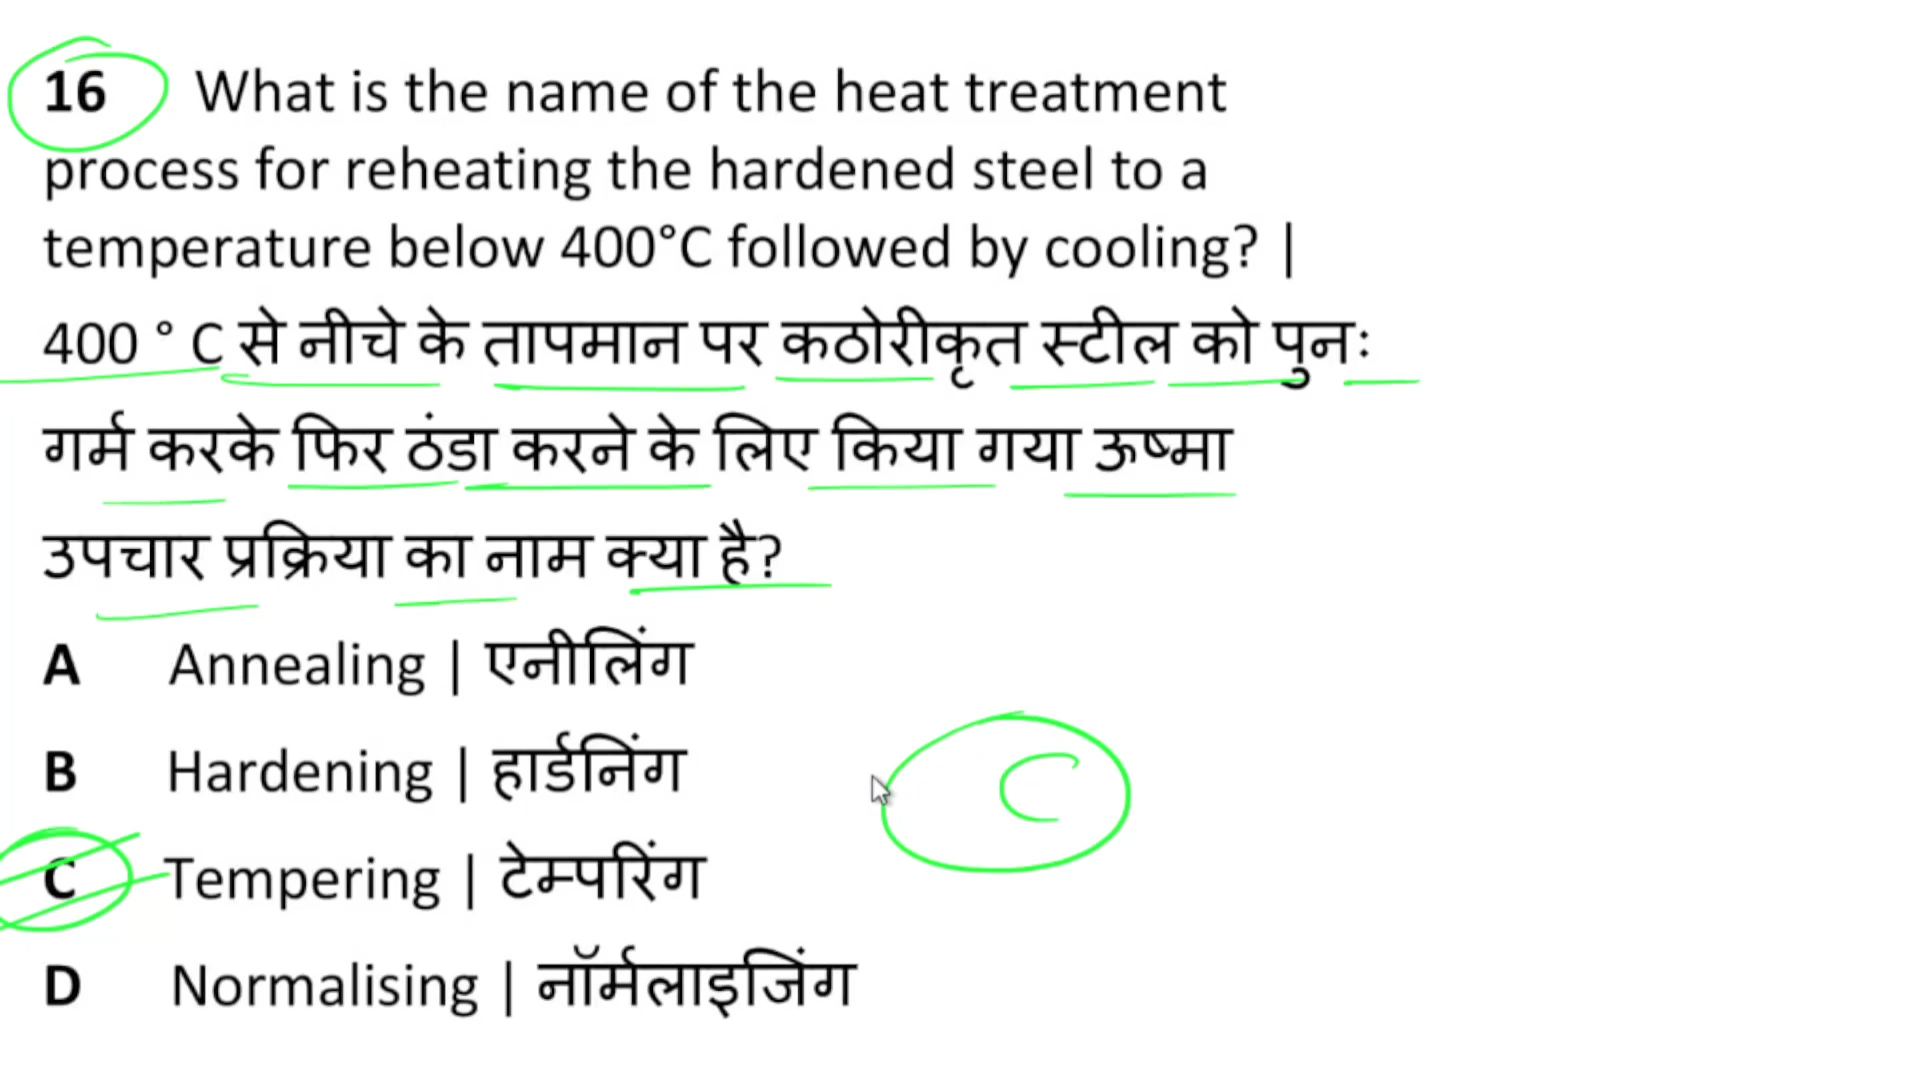 16 What is the name of the heat treatment
process for reheating the hardened steel to a
temperature below 400°C followed by cooling? |
400 ° C से नीचे के तापमान पर कठोरीकृत स्टील को पुनः
गर्म करके फिर ठंडा करने के लिए किया गया ऊष्मा
उपचार प्रक्रिया का नाम क्या है?
A Annealing | एनीलिंग
B Hardening | हार्डनिंग
C
C Tempering | टेम्परिंग
D Normalising | नॉर्मलाइजिंग